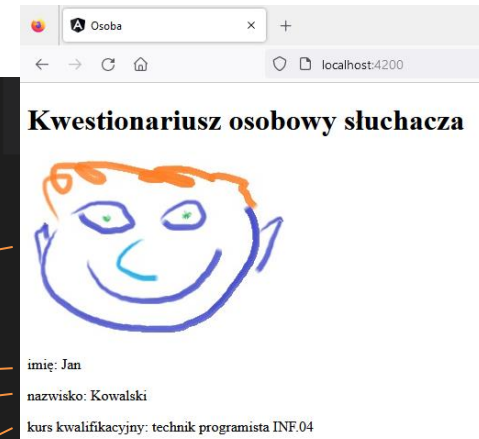 Osoba
localhost:4200
Kwestionariusz osobowy słuchacza
imię: Jan
nazwisko: Kowalski
kurs kwalifikacyjny: technik programista INF.04